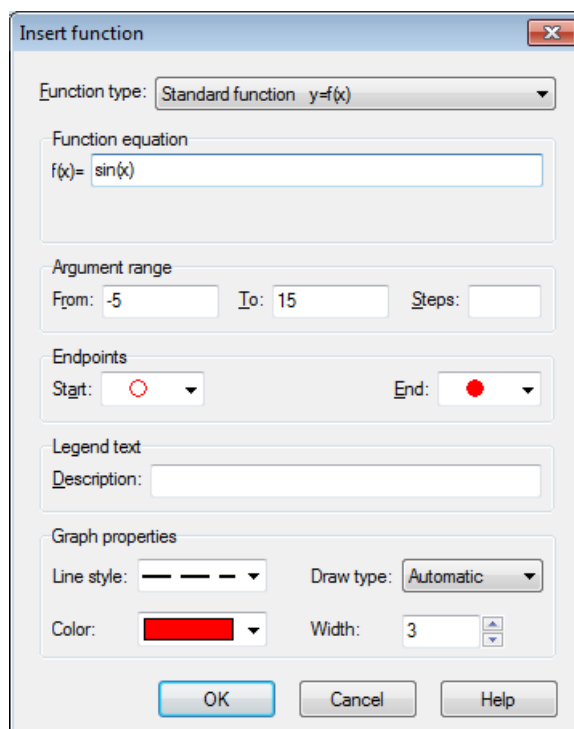 Insert function
Function type: Standard function y=f(x)
Function equation
f(x)= sin(x)
Argument range
From: -5 To: 15 Steps:
Endpoints
Start: End:
Legend text
Description:
Graph properties
Line style: Draw type: Automatic
Color: Width: 3
OK Cancel Help